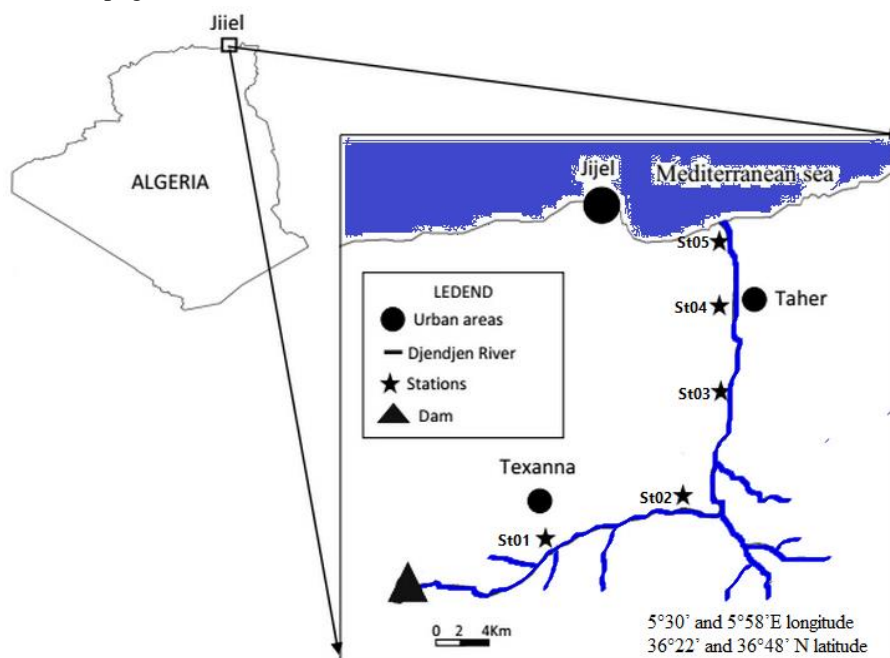 Jijel
ALGERIA
Jijel
Mediterranean sea
St05
LEDEND
Urban areas
Djendjen River
Stations
Dam
St04
Taher
St03
Texanna
St02
St01
0 2 4Km
5°30’ and 5°58’E longitude
36°22’ and 36°48’ N latitude